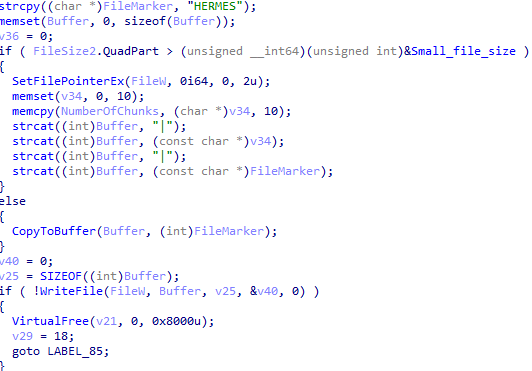 strcpy((char *)FileMarker, "HERMES");
memset(Buffer, 0, sizeof(Buffer));
v36 = 0;
if ( FileSize2.QuadPart > (unsigned __int64)(unsigned int)&Small_file_size )
{
  SetFilePointerEx(FileW, 0i64, 0, 2u);
  memset(v34, 0, 10);
  memcpy(NumberOfChunks, (char *)v34, 10);
  strcat((int)Buffer, "|");
  strcat((int)Buffer, (const char *)v34);
  strcat((int)Buffer, "|");
  strcat((int)Buffer, (const char *)FileMarker);
}
else
{
  CopyToBuffer(Buffer, (int)FileMarker);
}
v40 = 0;
v25 = SIZEOF((int)Buffer);
if ( !WriteFile(FileW, Buffer, v25, &v40, 0) )
{
  VirtualFree(v21, 0, 0x8000u);
  v29 = 18;
  goto LABEL_85;
}